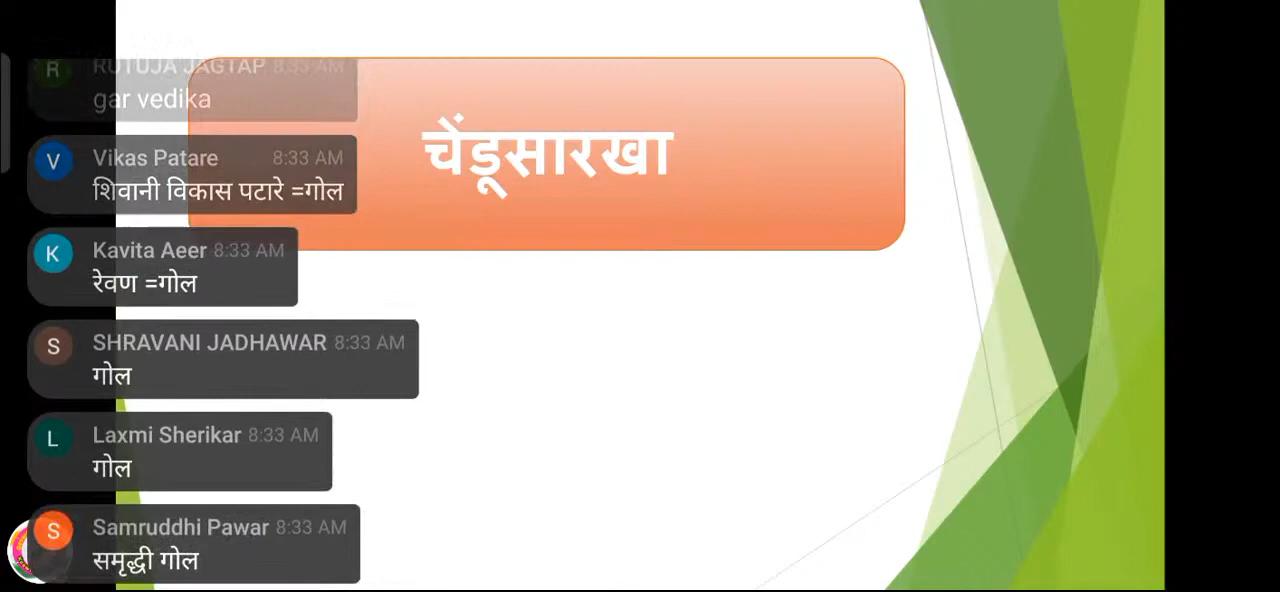 RUTUJA JAGTAP 8:33 AM
gar vedika
चेंडूसारखा
Vikas Patare 8:33 AM
शिवानी विकास पटारे =गोल
Kavita Aeer 8:33 AM
रेवण =गोल
SHRAVANI JADHAWAR 8:33 AM
गोल
Laxmi Sherikar 8:33 AM
गोल
Samruddhi Pawar 8:33 AM
समृद्धी गोल
R
V
K
S
L
S